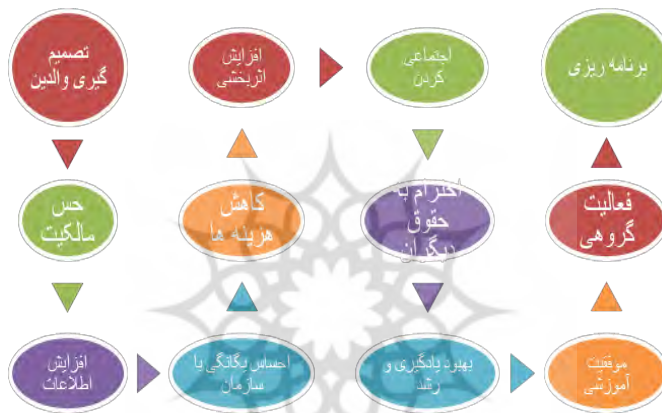 تصمیم
گیری والدین
حس
مالکیت
افزایش
اطلاعات
احساس یگانگی با
سازمان
کاهش
هزینه ها
افزایش
اثربخشی
اجتماعی
کردن
احترام به
حقوق
دیگران
بهبود یادگیری و
رشد
موفقیت
آموزشی
فعالیت
گروهی
برنامه ریزی